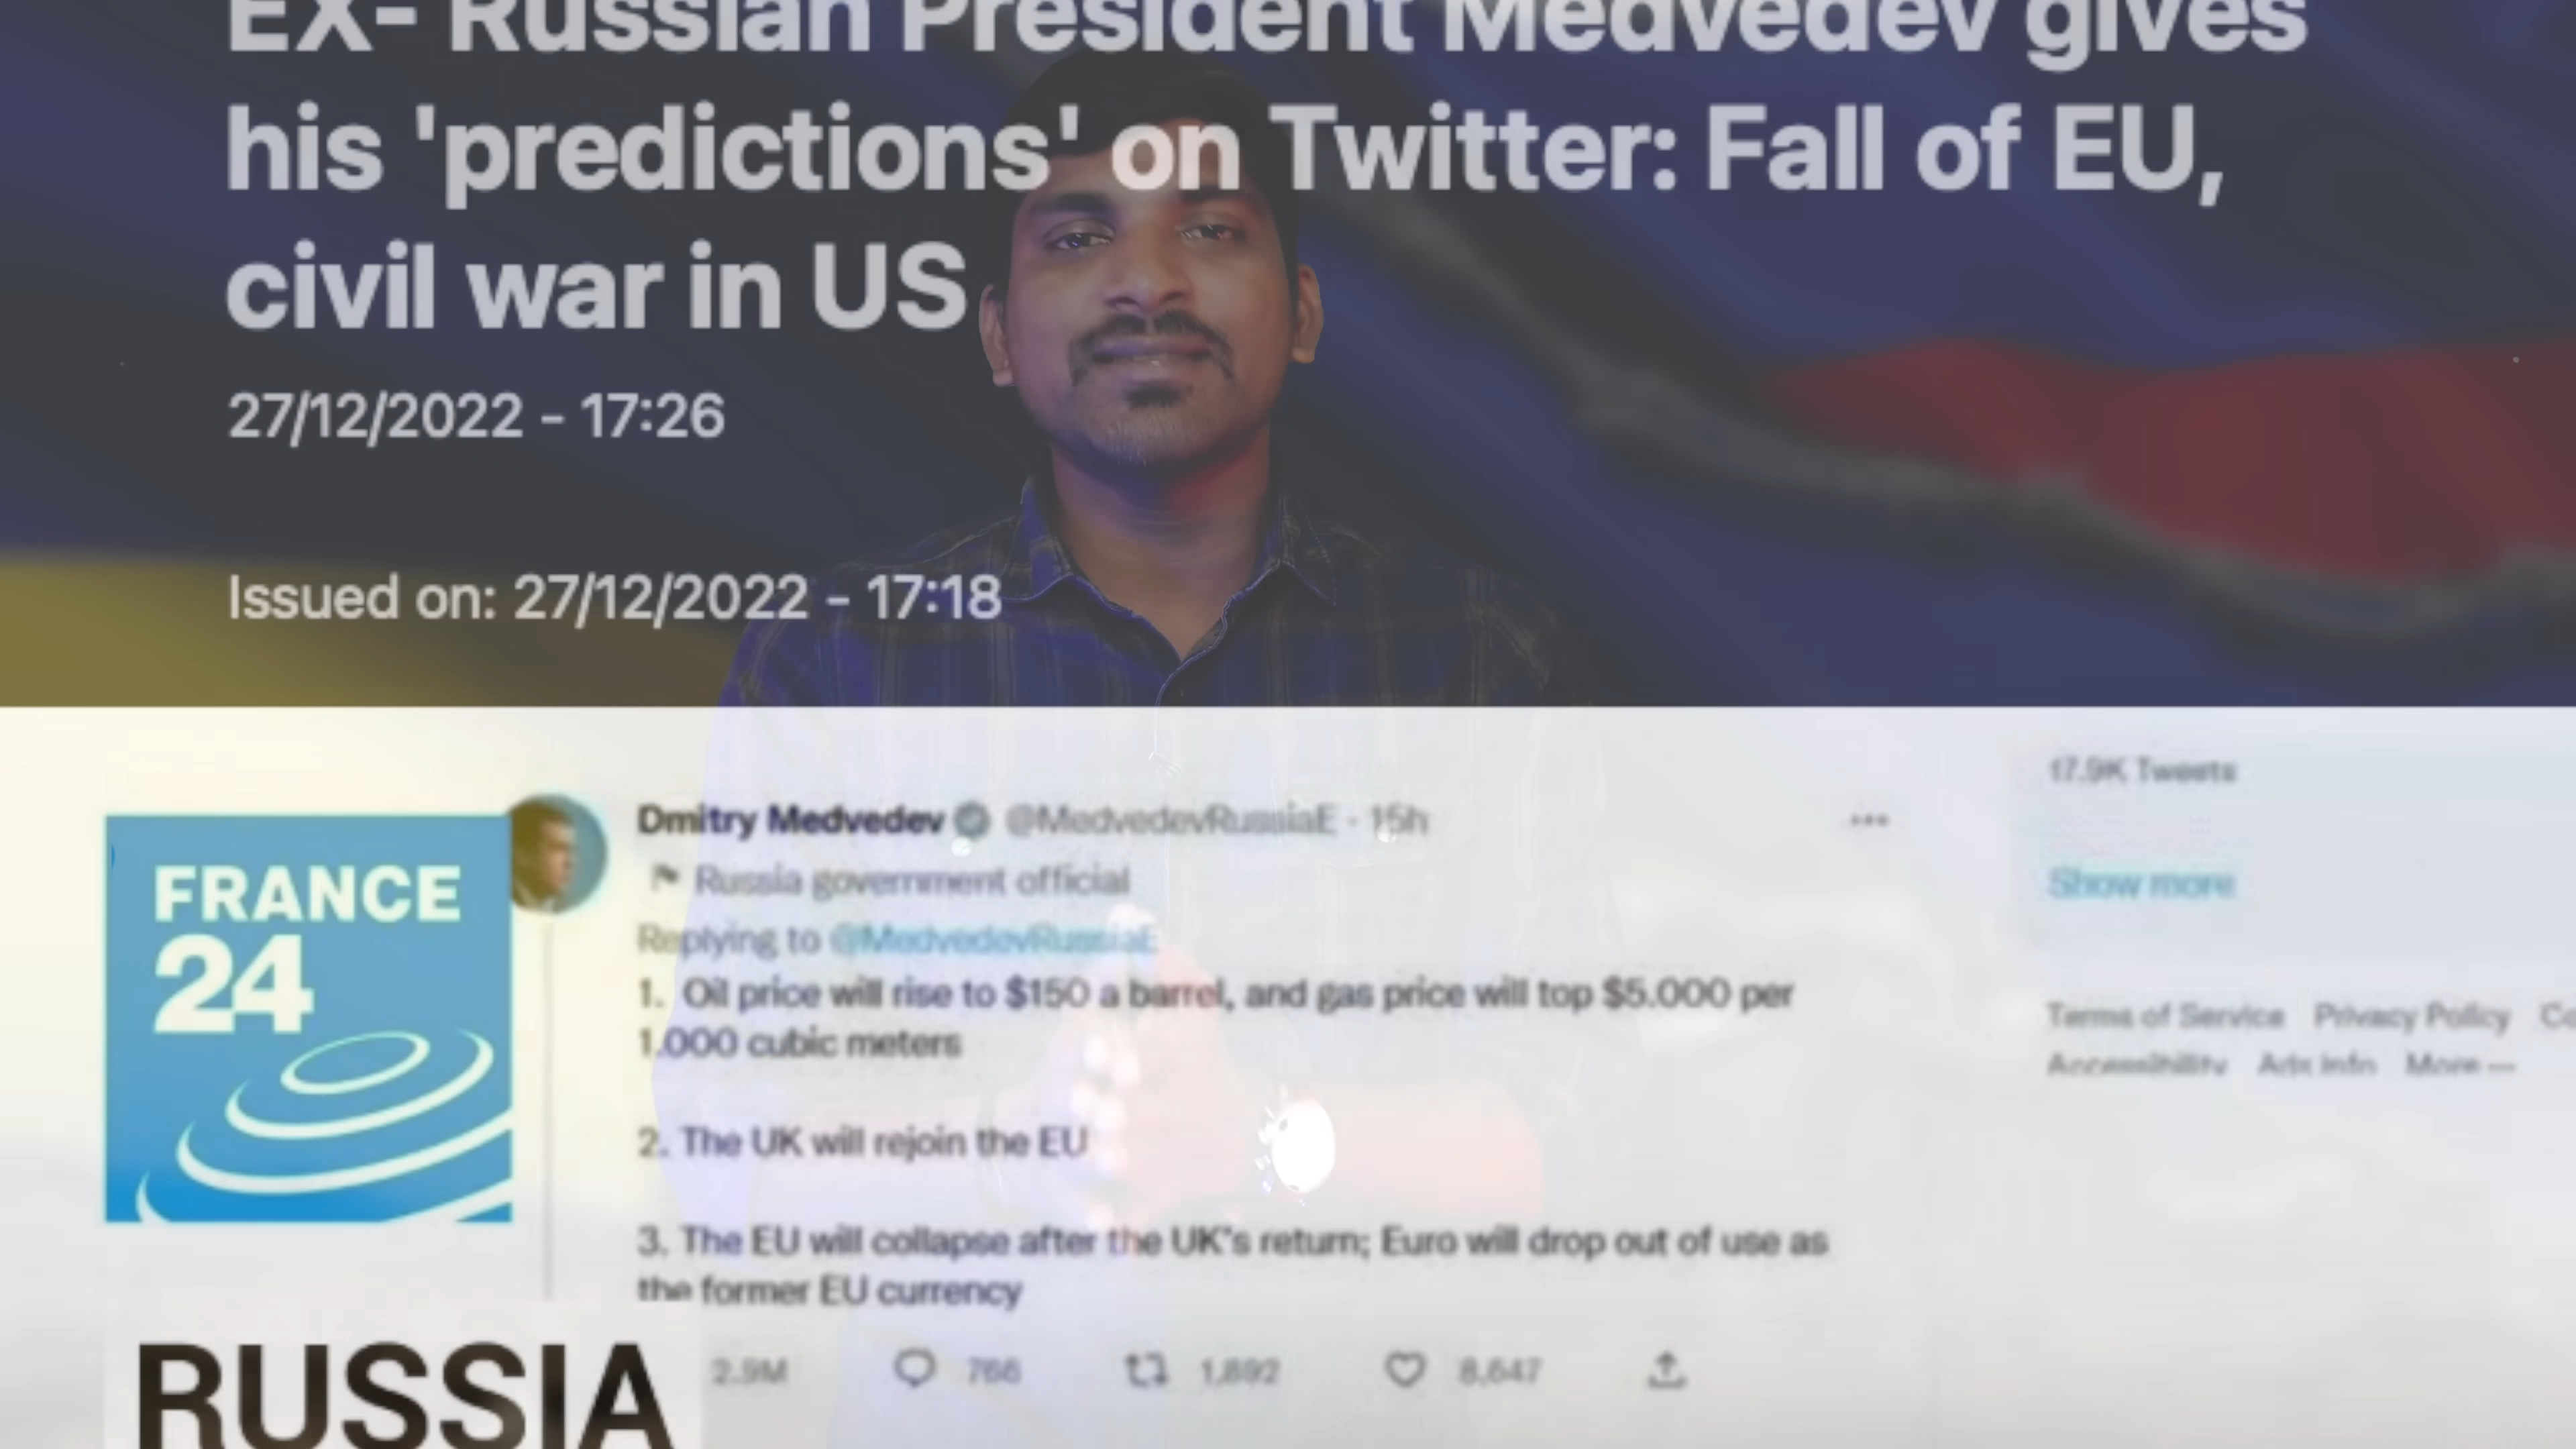 EX- Russian President Medvedev gives
his 'predictions' on Twitter: Fall of EU,
civil war in US
27/12/2022 - 17:26
Issued on: 27/12/2022 - 17:18
17.9K Tweets
FRANCE
24
Dmitry Medvedev @MedvedevRussiaE · 15h
Russia government official
Show more
Replying to @MedvedevRussiaE
1. Oil price will rise to $150 a barrel, and gas price will top $5.000 per
1.000 cubic meters
Terms of Service Privacy Policy
Accessibility Ads info More ...
2. The UK will rejoin the EU
3. The EU will collapse after the UK's return; Euro will drop out of use as
the former EU currency
2.9M 766 1,892 8,647
RUSSIA